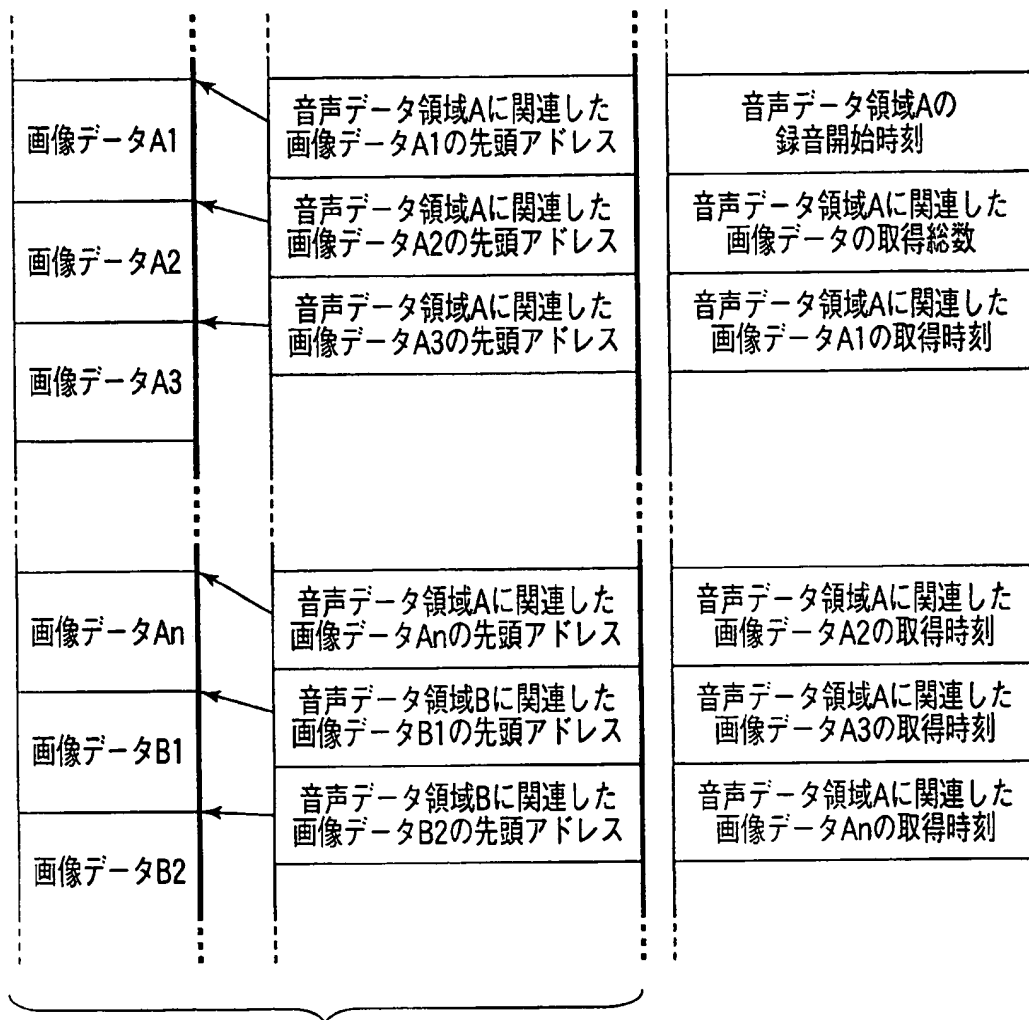 画像データA1
画像データA2
画像データA3
画像データAn
画像データB1
画像データB2
音声データ領域Aに関連した
画像データA1の先頭アドレス
音声データ領域Aに関連した
画像データA2の先頭アドレス
音声データ領域Aに関連した
画像データA3の先頭アドレス
音声データ領域Aに関連した
画像データAnの先頭アドレス
音声データ領域Bに関連した
画像データB1の先頭アドレス
音声データ領域Bに関連した
画像データB2の先頭アドレス
音声データ領域Aの
録音開始時刻
音声データ領域Aに関連した
画像データの取得総数
音声データ領域Aに関連した
画像データA1の取得時刻
音声データ領域Aに関連した
画像データA2の取得時刻
音声データ領域Aに関連した
画像データA3の取得時刻
音声データ領域Aに関連した
画像データAnの取得時刻